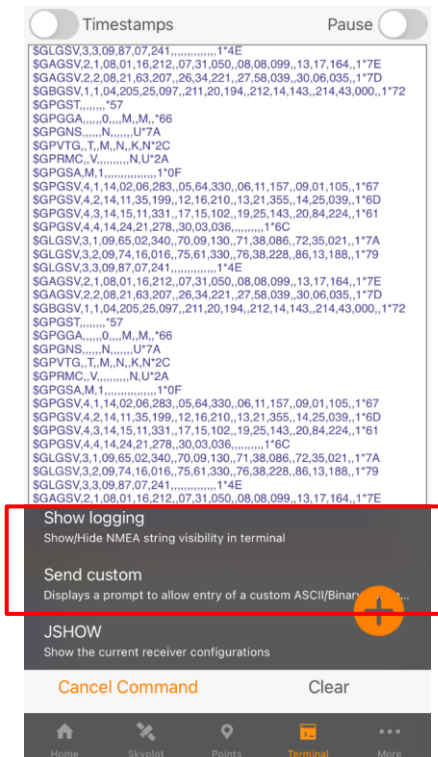 Timestamps Pause
$GLGSV,3,3,09,87,07,241,,,,,,,,,,,,,,1*4E
$GAGSV,2,1,08,01,16,212,,07,31,050,,08,08,099,,13,17,164,,1*7E
$GAGSV,2,2,08,21,63,207,,26,34,221,,27,58,039,,30,06,035,,1*7D
$GBGSV,1,1,04,205,25,097,,211,20,194,,212,14,143,,214,43,000,,1*72
$GPGST,,,,,,,,*57
$GPGGA,,,,,,0,,,,M,,M,,*66
$GPGNS,,,,,,N,,,,,,,U*7A
$GPVTG,,T,,M,,N,,K,N*2C
$GPRMC,,V,,,,,,,,,,N,U*2A
$GPGSA,M,1,,,,,,,,,,,,,,,,1*0F
$GPGSV,4,1,14,02,06,283,,05,64,330,,06,11,157,,09,01,105,,1*67
$GPGSV,4,2,14,11,35,199,,12,16,210,,13,21,355,,14,25,039,,1*6D
$GPGSV,4,3,14,15,11,331,,17,15,102,,19,25,143,,20,84,224,,1*61
$GPGSV,4,4,14,24,21,278,,30,03,036,,,,,,,,,,1*6C
$GLGSV,3,1,09,65,02,340,,70,09,130,,71,38,086,,72,35,021,,1*7A
$GLGSV,3,2,09,74,16,016,,75,61,330,,76,38,228,,86,13,188,,1*79
$GLGSV,3,3,09,87,07,241,,,,,,,,,,,,,,1*4E
$GAGSV,2,1,08,01,16,212,,07,31,050,,08,08,099,,13,17,164,,1*7E
$GAGSV,2,2,08,21,63,207,,26,34,221,,27,58,039,,30,06,035,,1*7D
$GBGSV,1,1,04,205,25,097,,211,20,194,,212,14,143,,214,43,000,,1*72
$GPGST,,,,,,,,*57
$GPGGA,,,,,,0,,,,M,,M,,*66
$GPGNS,,,,,,N,,,,,,,U*7A
$GPVTG,,T,,M,,N,,K,N*2C
$GPRMC,,V,,,,,,,,,,N,U*2A
$GPGSA,M,1,,,,,,,,,,,,,,,,1*0F
$GPGSV,4,1,14,02,06,283,,05,64,330,,06,11,157,,09,01,105,,1*67
$GPGSV,4,2,14,11,35,199,,12,16,210,,13,21,355,,14,25,039,,1*6D
$GPGSV,4,3,14,15,11,331,,17,15,102,,19,25,143,,20,84,224,,1*61
$GPGSV,4,4,14,24,21,278,,30,03,036,,,,,,,,,,1*6C
$GLGSV,3,1,09,65,02,340,,70,09,130,,71,38,086,,72,35,021,,1*7A
$GLGSV,3,2,09,74,16,016,,75,61,330,,76,38,228,,86,13,188,,1*79
$GLGSV,3,3,09,87,07,241,,,,,,,,,,,,,,1*4E
$GAGSV,2,1,08,01,16,212,,07,31,050,,08,08,099,,13,17,164,,1*7E
Show logging
Show/Hide NMEA string visibility in terminal
Send custom
Displays a prompt to allow entry of a custom ASCII/Binary
JSHOW
Show the current receiver configurations
Cancel Command Clear
Home Skyplot Points Terminal More